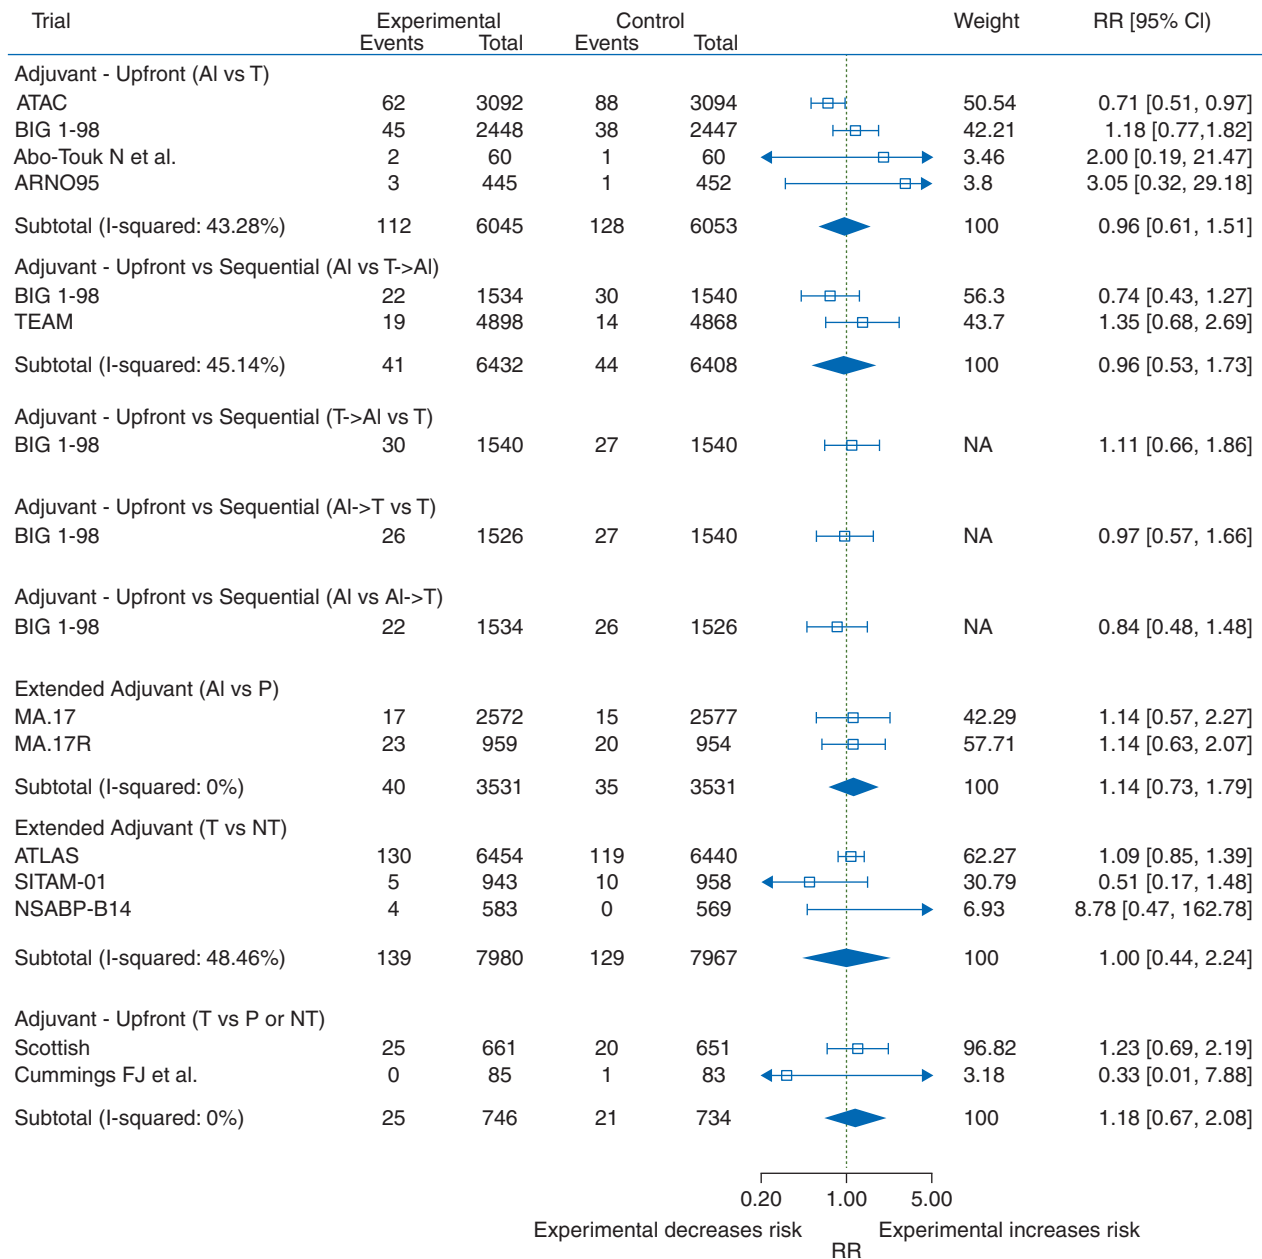 Trial Experimental Control Weight RR [95% Cl)
Events Total Events Total
Adjuvant - Upfront (Al vs T)
ATAC 62 3092 88 3094 50.54 0.71 [0.51, 0.97]
BIG 1-98 45 2448 38 2447 42.21 1.18 [0.77,1.82]
Abo-Touk N et al. 2 60 1 60 3.46 2.00 [0.19, 21.47]
ARNO95 3 445 1 452 3.8 3.05 [0.32, 29.18]
Subtotal (I-squared: 43.28%) 112 6045 128 6053 100 0.96 [0.61, 1.51]
Adjuvant - Upfront vs Sequential (Al vs T->Al)
BIG 1-98 22 1534 30 1540 56.3 0.74 [0.43, 1.27]
TEAM 19 4898 14 4868 43.7 1.35 [0.68, 2.69]
Subtotal (I-squared: 45.14%) 41 6432 44 6408 100 0.96 [0.53, 1.73]
Adjuvant - Upfront vs Sequential (T->Al vs T)
BIG 1-98 30 1540 27 1540 NA 1.11 [0.66, 1.86]
Adjuvant - Upfront vs Sequential (Al->T vs T)
BIG 1-98 26 1526 27 1540 NA 0.97 [0.57, 1.66]
Adjuvant - Upfront vs Sequential (Al vs Al->T)
BIG 1-98 22 1534 26 1526 NA 0.84 [0.48, 1.48]
Extended Adjuvant (Al vs P)
MA.17 17 2572 15 2577 42.29 1.14 [0.57, 2.27]
MA.17R 23 959 20 954 57.71 1.14 [0.63, 2.07]
Subtotal (I-squared: 0%) 40 3531 35 3531 100 1.14 [0.73, 1.79]
Extended Adjuvant (T vs NT)
ATLAS 130 6454 119 6440 62.27 1.09 [0.85, 1.39]
SITAM-01 5 943 10 958 30.79 0.51 [0.17, 1.48]
NSABP-B14 4 583 0 569 6.93 8.78 [0.47, 162.78]
Subtotal (I-squared: 48.46%) 139 7980 129 7967 100 1.00 [0.44, 2.24]
Adjuvant - Upfront (T vs P or NT)
Scottish 25 661 20 651 96.82 1.23 [0.69, 2.19]
Cummings FJ et al. 0 85 1 83 3.18 0.33 [0.01, 7.88]
Subtotal (I-squared: 0%) 25 746 21 734 100 1.18 [0.67, 2.08]
0.20 1.00 5.00
Experimental decreases risk Experimental increases risk
RR